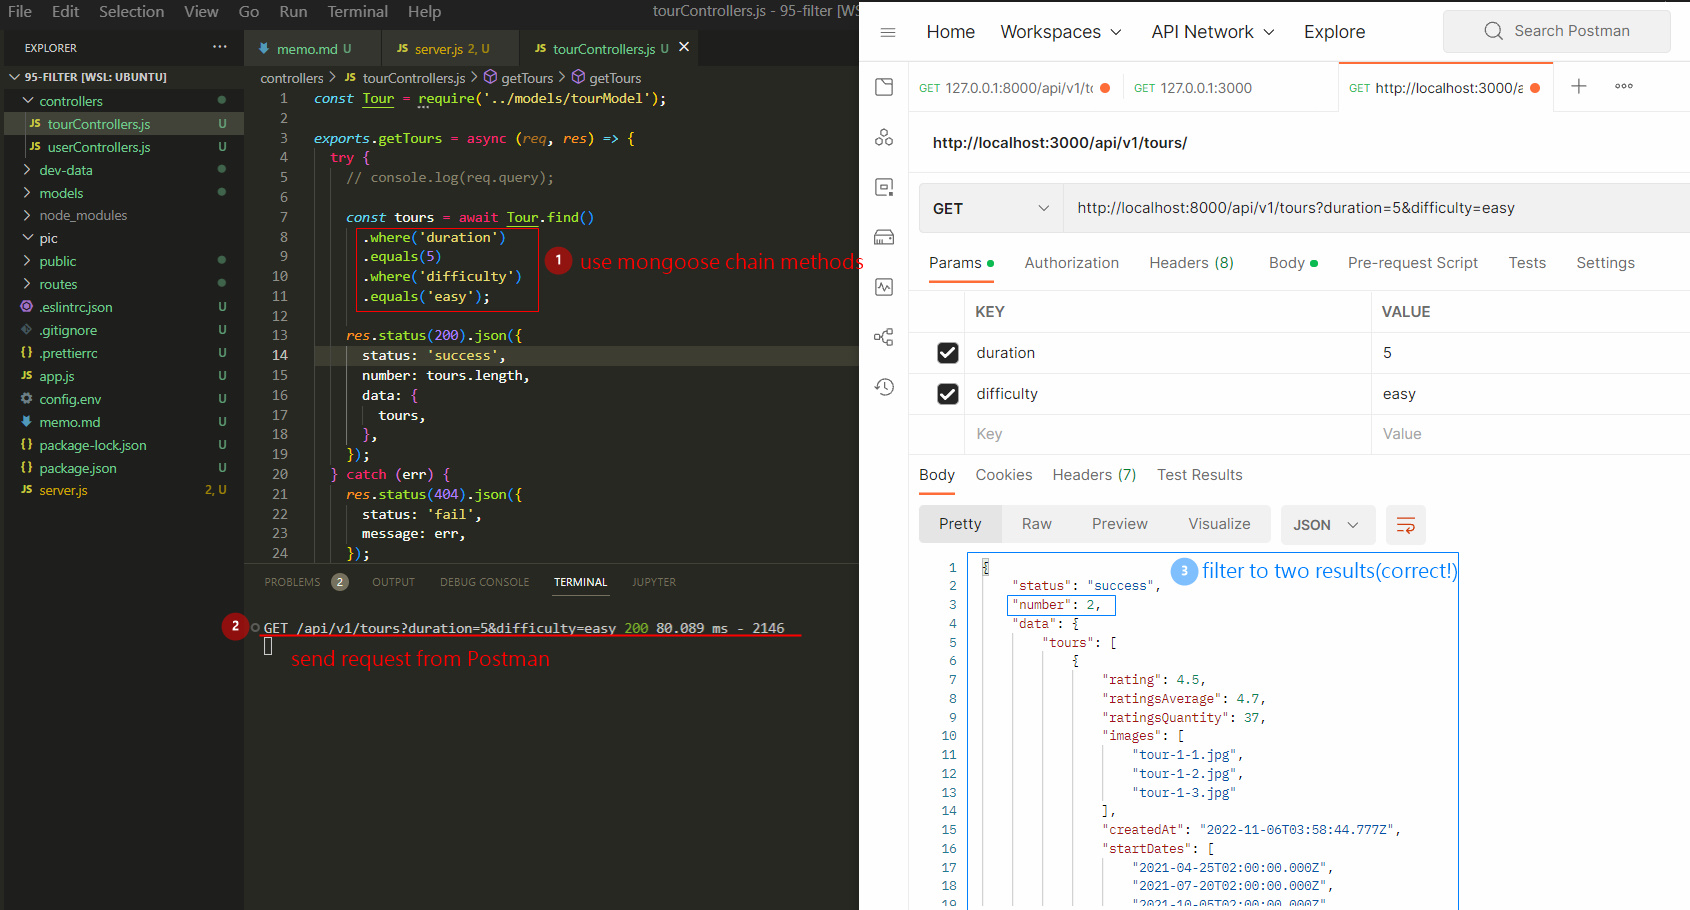 File Edit Selection View Go Run Terminal Help
tourControllers.js - 95-filter [WS
EXPLORER
95-FILTER [WSL: UBUNTU]
controllers
JS tourControllers.js U
JS userControllers.js U
dev-data
models
node_modules
pic
public
routes
.eslintrc.json U
.gitignore U
{} .prettierrc U
JS app.js U
config.env U
memo.md U
{} package-lock.json U
{} package.json U
JS server.js 2, U
memo.md U
JS server.js 2, U
JS tourControllers.js U
controllers > JS tourControllers.js > getTours > getTours
1 const Tour = require('../models/tourModel');
2
3 exports.getTours = async (req, res) => {
4 try {
5 // console.log(req.query);
6
7 const tours = await Tour.find()
8 .where('duration')
9 .equals(5)
10 .where('difficulty')
11 .equals('easy');
12
13 res.status(200).json({
14 status: 'success',
15 number: tours.length,
16 data: {
17 tours,
18 },
19 });
20 } catch (err) {
21 res.status(404).json({
22 status: 'fail',
23 message: err,
24 });
1 use mongoose chain methods
PROBLEMS 2 OUTPUT DEBUG CONSOLE TERMINAL JUPYTER
2 GET /api/v1/tours?duration=5&difficulty=easy 200 80.089 ms - 2146
send request from Postman
Home Workspaces API Network Explore
Search Postman
GET 127.0.0.1:8000/api/v1/t
GET 127.0.0.1:3000
GET http://localhost:3000/a
http://localhost:3000/api/v1/tours/
GET http://localhost:8000/api/v1/tours?duration=5&difficulty=easy
Params Authorization Headers (8) Body Pre-request Script Tests Settings
KEY VALUE
duration 5
difficulty easy
Key Value
Body Cookies Headers (7) Test Results
Pretty Raw Preview Visualize JSON
3 filter to two results(correct!)
1 {
2 "status": "success",
3 "number": 2,
4 "data": {
5 "tours": [
6 {
7 "rating": 4.5,
8 "ratingsAverage": 4.7,
9 "ratingsQuantity": 37,
10 "images": [
11 "tour-1-1.jpg",
12 "tour-1-2.jpg",
13 "tour-1-3.jpg"
14 ],
15 "createdAt": "2022-11-06T03:58:44.777Z",
16 "startDates": [
17 "2021-04-25T02:00:00.000Z",
18 "2021-07-20T02:00:00.000Z",
19 "2021-10-05T02:00:00.000Z"